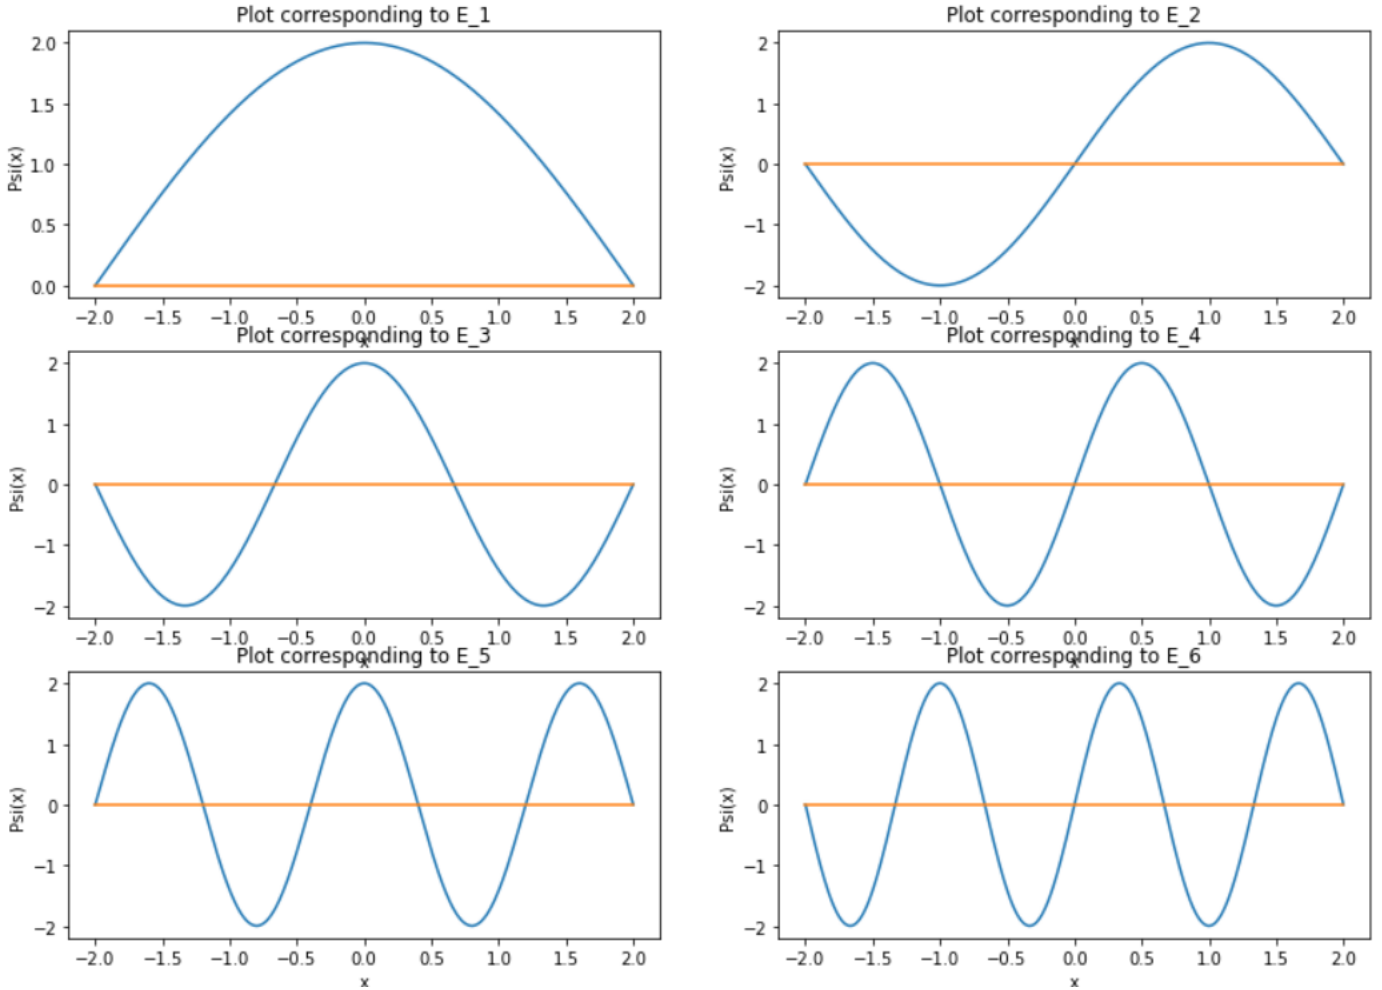 Plot corresponding to E_1
Psi(x)
2.0
1.5
1.0
0.5
0.0
−2.0 −1.5 −1.0 −0.5 0.0 0.5 1.0 1.5 2.0
x
Plot corresponding to E_2
Psi(x)
2
1
0
−1
−2
−2.0 −1.5 −1.0 −0.5 0.0 0.5 1.0 1.5 2.0
x
Plot corresponding to E_3
Psi(x)
2
1
0
−1
−2
−2.0 −1.5 −1.0 −0.5 0.0 0.5 1.0 1.5 2.0
x
Plot corresponding to E_4
Psi(x)
2
1
0
−1
−2
−2.0 −1.5 −1.0 −0.5 0.0 0.5 1.0 1.5 2.0
x
Plot corresponding to E_5
Psi(x)
2
1
0
−1
−2
−2.0 −1.5 −1.0 −0.5 0.0 0.5 1.0 1.5 2.0
x
Plot corresponding to E_6
Psi(x)
2
1
0
−1
−2
−2.0 −1.5 −1.0 −0.5 0.0 0.5 1.0 1.5 2.0
x